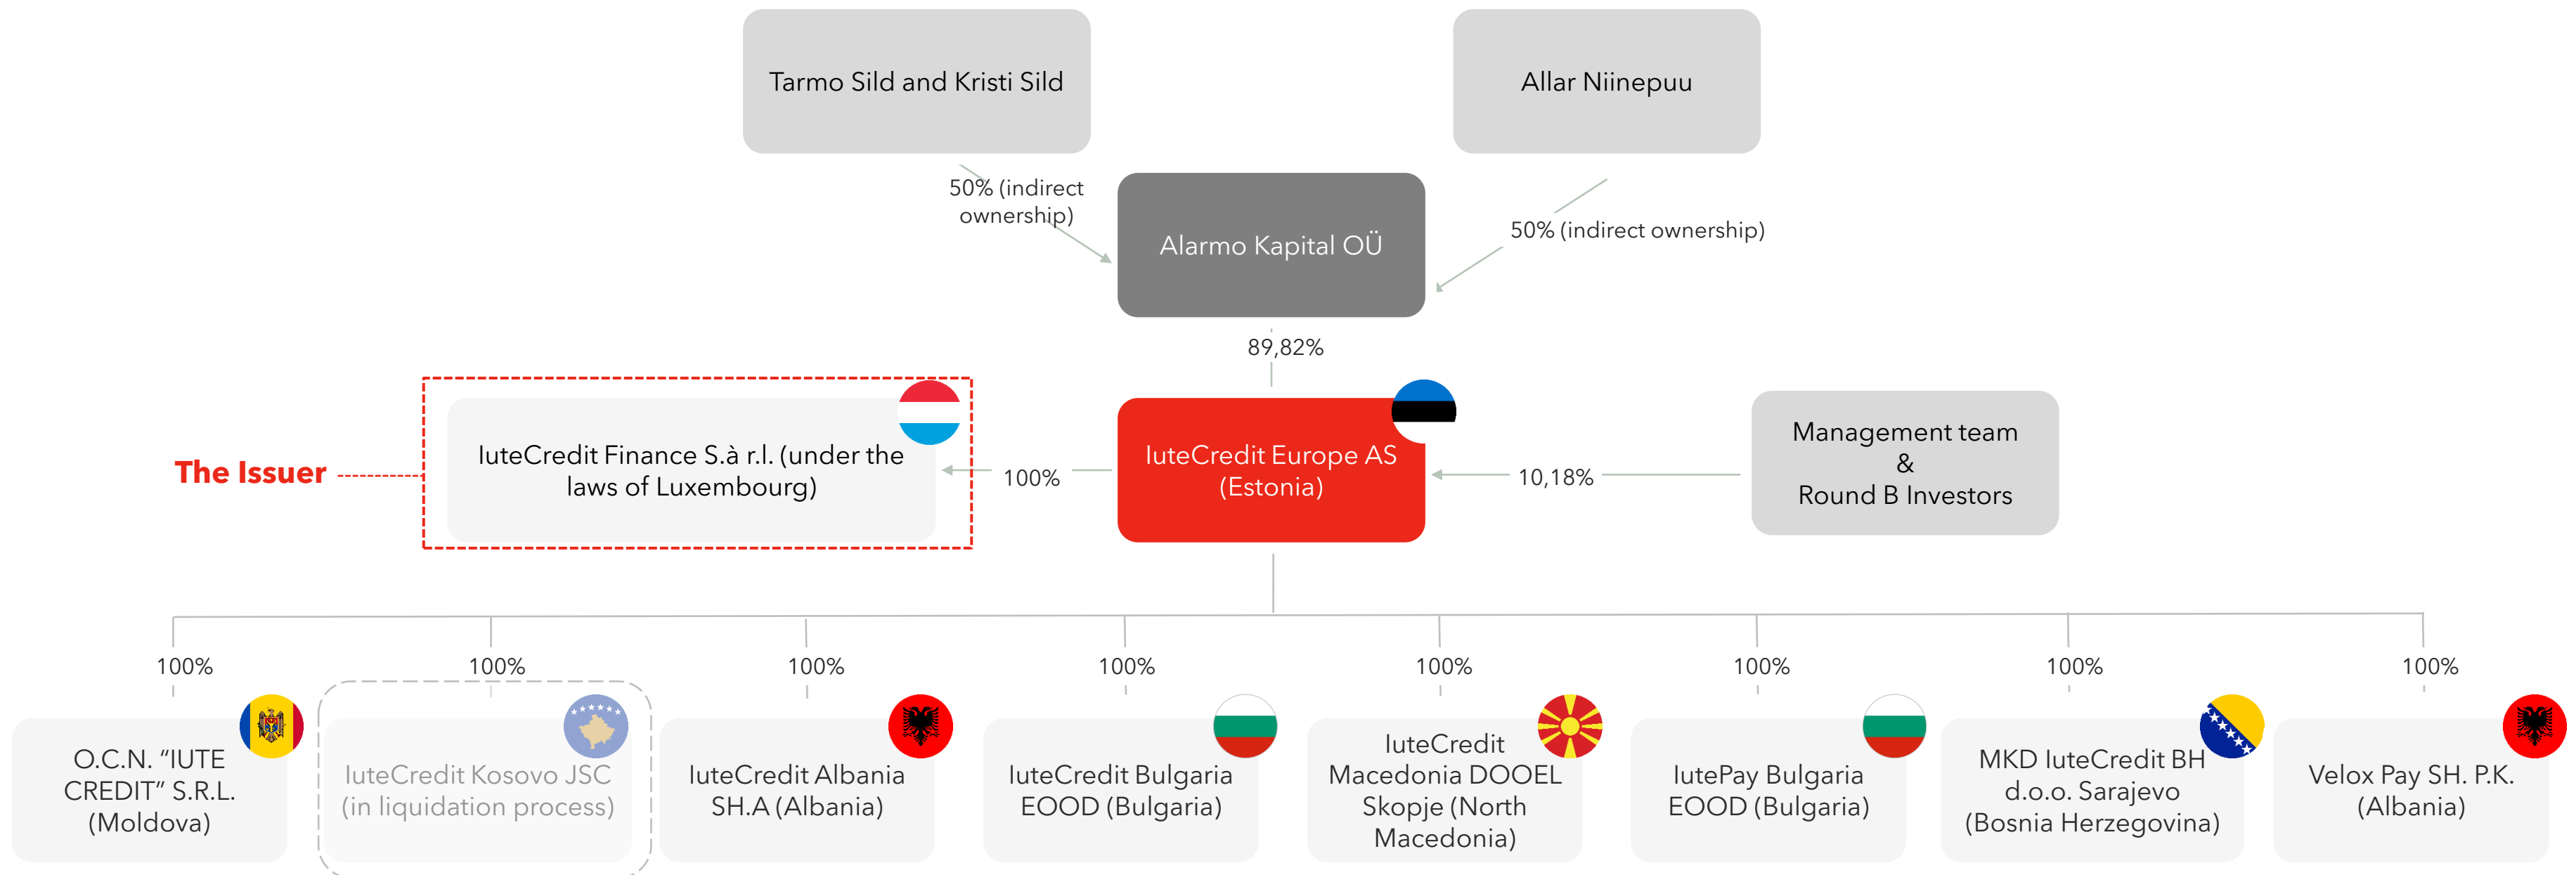 Tarmo Sild and Kristi Sild
Allar Niinepuu
50% (indirect
ownership)
Alarmo Kapital OÜ
50% (indirect ownership)
89,82%
The Issuer
IuteCredit Finance S.à r.l. (under the
laws of Luxembourg)
100%
IuteCredit Europe AS
(Estonia)
10,18%
Management team
&
Round B Investors
100%
100%
100%
100%
100%
100%
100%
100%
O.C.N. “IUTE
CREDIT” S.R.L.
(Moldova)
IuteCredit Kosovo JSC
(in liquidation process)
IuteCredit Albania
SH.A (Albania)
IuteCredit Bulgaria
EOOD (Bulgaria)
IuteCredit
Macedonia DOOEL
Skopje (North
Macedonia)
IutePay Bulgaria
EOOD (Bulgaria)
MKD IuteCredit BH
d.o.o. Sarajevo
(Bosnia Herzegovina)
Velox Pay SH. P.K.
(Albania)